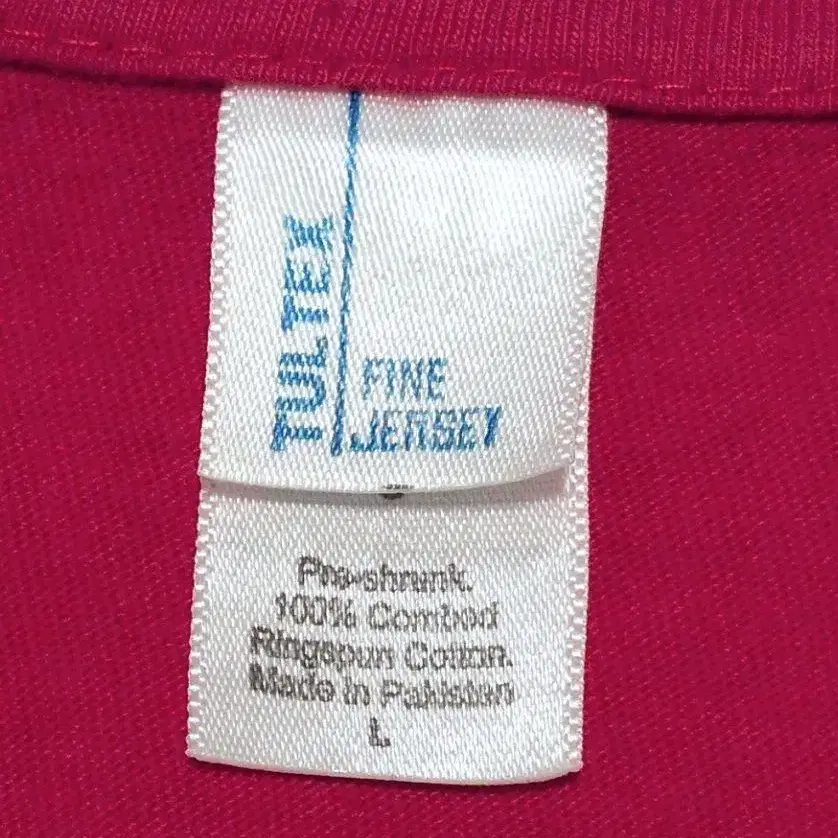 TULTEX
FINE
JERSEY
Pre-shrunk.
100% Combed
Ringspun Cotton.
Made in Pakistan
L